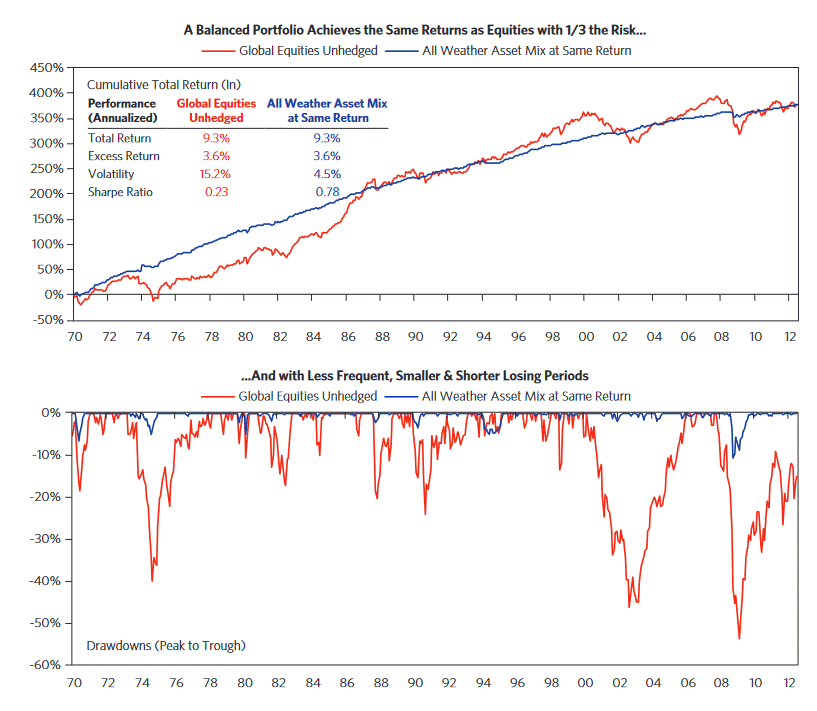 A Balanced Portfolio Achieves the Same Returns as Equities with 1/3 the Risk...
Global Equities Unhedged All Weather Asset Mix at Same Return
450%
Cumulative Total Return (ln)
400%
Performance Global Equities All Weather Asset Mix
(Annualized) Unhedged at Same Return
350%
Total Return 9.3% 9.3%
300%
Excess Return 3.6% 3.6%
250%
Volatility 15.2% 4.5%
200%
Sharpe Ratio 0.23 0.78
150%
100%
50%
0%
-50%
70 72 74 76 78 80 82 84 86 88 90 92 94 96 98 00 02 04 06 08 10 12
...And with Less Frequent, Smaller & Shorter Losing Periods
Global Equities Unhedged All Weather Asset Mix at Same Return
0%
-10%
-20%
-30%
-40%
-50%
Drawdowns (Peak to Trough)
-60%
70 72 74 76 78 80 82 84 86 88 90 92 94 96 98 00 02 04 06 08 10 12